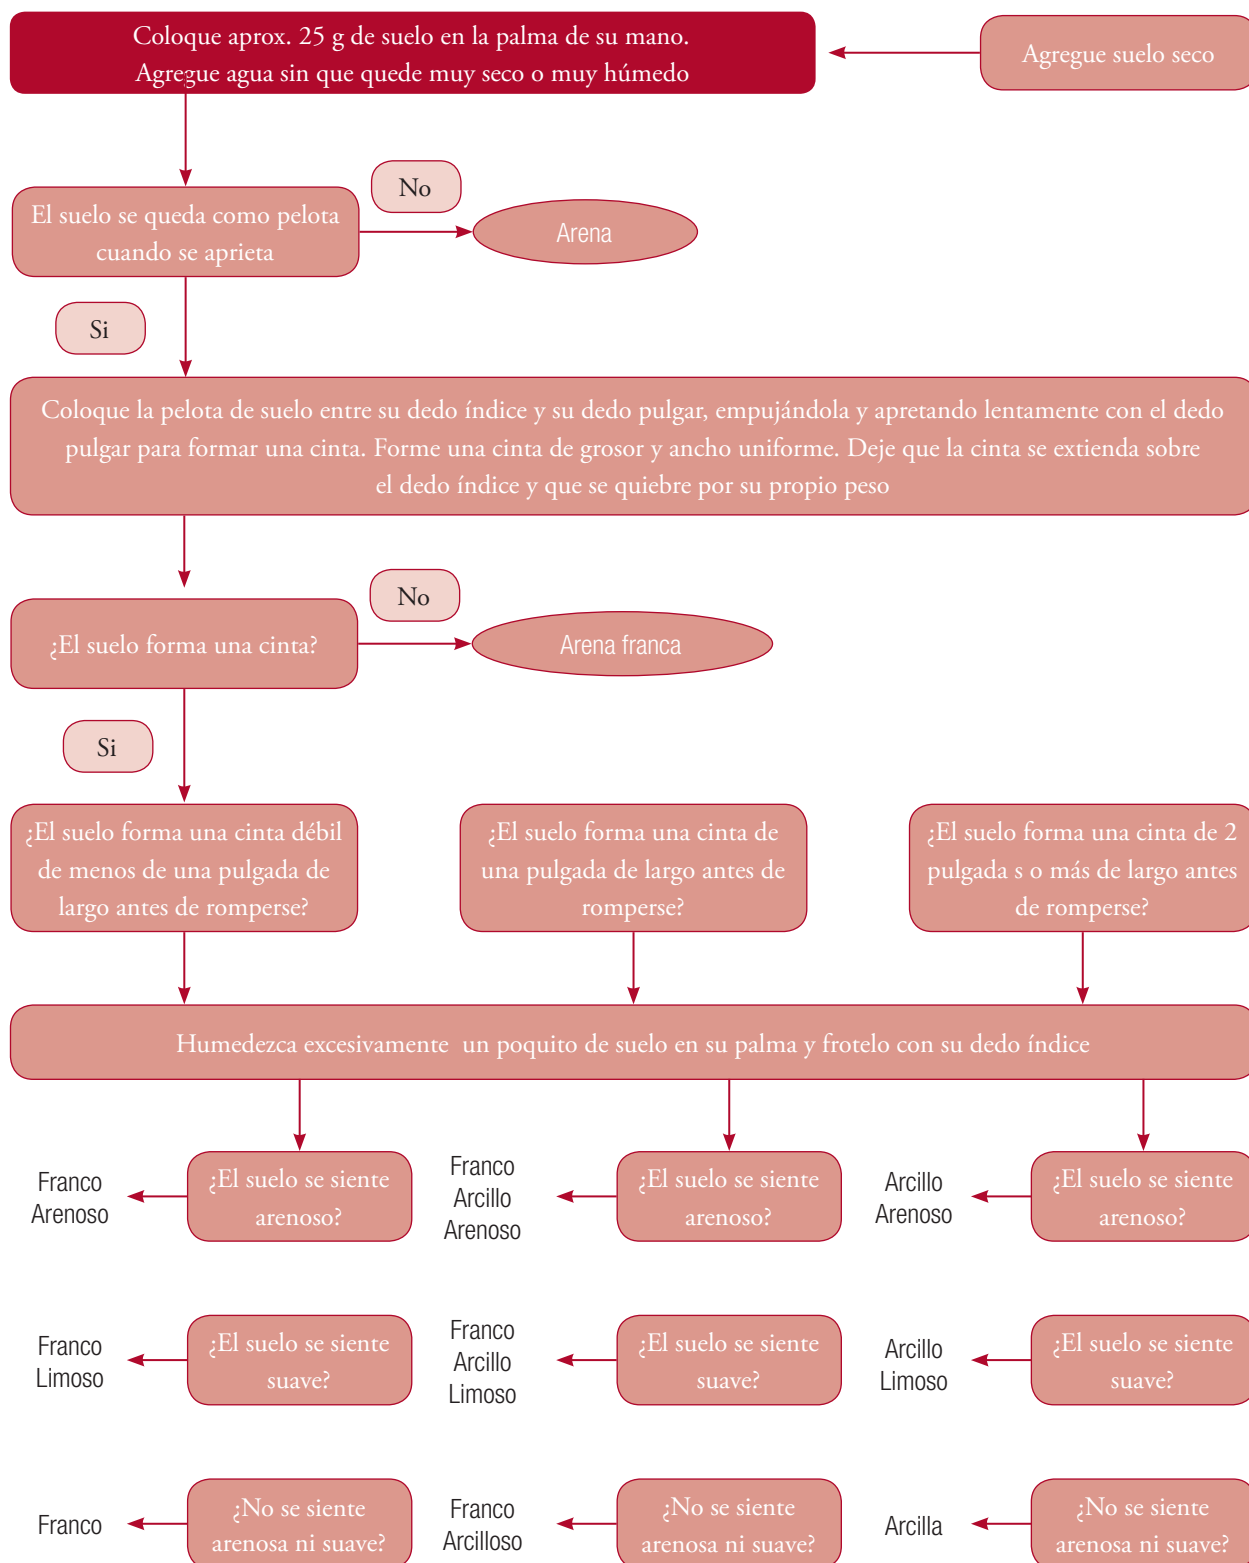 Coloque aprox. 25 g de suelo en la palma de su mano.
Agregue agua sin que quede muy seco o muy húmedo
Agregue suelo seco
No
El suelo se queda como pelota
cuando se aprieta
Arena
Si
Coloque la pelota de suelo entre su dedo índice y su dedo pulgar, empujándola y apretando lentamente con el dedo
pulgar para formar una cinta. Forme una cinta de grosor y ancho uniforme. Deje que la cinta se extienda sobre
el dedo índice y que se quiebre por su propio peso
No
¿El suelo forma una cinta?
Arena franca
Si
¿El suelo forma una cinta débil
de menos de una pulgada de
largo antes de romperse?
¿El suelo forma una cinta de
una pulgada de largo antes de
romperse?
¿El suelo forma una cinta de 2
pulgada s o más de largo antes
de romperse?
Humedezca excesivamente un poquito de suelo en su palma y frotelo con su dedo índice
Franco
Arenoso
¿El suelo se siente
arenoso?
Franco
Arcillo
Arenoso
¿El suelo se siente
arenoso?
Arcillo
Arenoso
¿El suelo se siente
arenoso?
Franco
Limoso
¿El suelo se siente
suave?
Franco
Arcillo
Limoso
¿El suelo se siente
suave?
Arcillo
Limoso
¿El suelo se siente
suave?
Franco
¿No se siente
arenosa ni suave?
Franco
Arcilloso
¿No se siente
arenosa ni suave?
Arcilla
¿No se siente
arenosa ni suave?